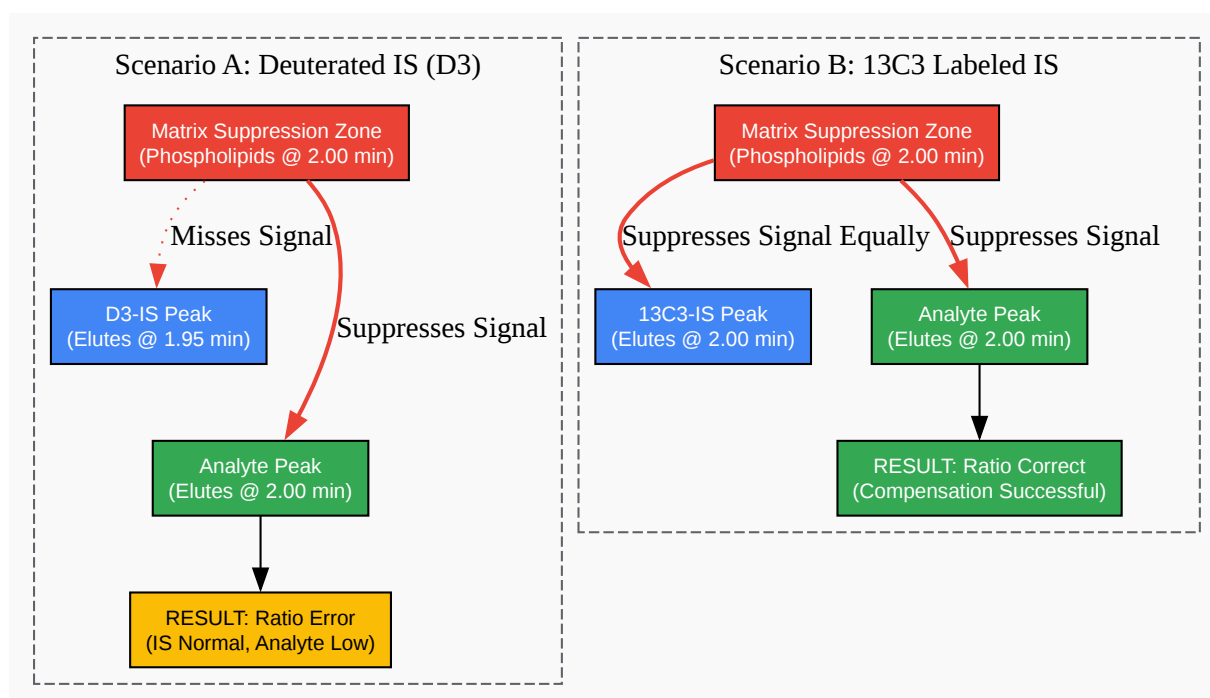 Scenario A: Deuterated IS (D3)
Matrix Suppression Zone
(Phospholipids @ 2.00 min)
Misses Signal
D3-IS Peak
(Elutes @ 1.95 min)
Suppresses Signal
Analyte Peak
(Elutes @ 2.00 min)
RESULT: Ratio Error
(IS Normal, Analyte Low)
Scenario B: 13C3 Labeled IS
Matrix Suppression Zone
(Phospholipids @ 2.00 min)
Suppresses Signal Equally
Suppresses Signal
13C3-IS Peak
(Elutes @ 2.00 min)
Analyte Peak
(Elutes @ 2.00 min)
RESULT: Ratio Correct
(Compensation Successful)